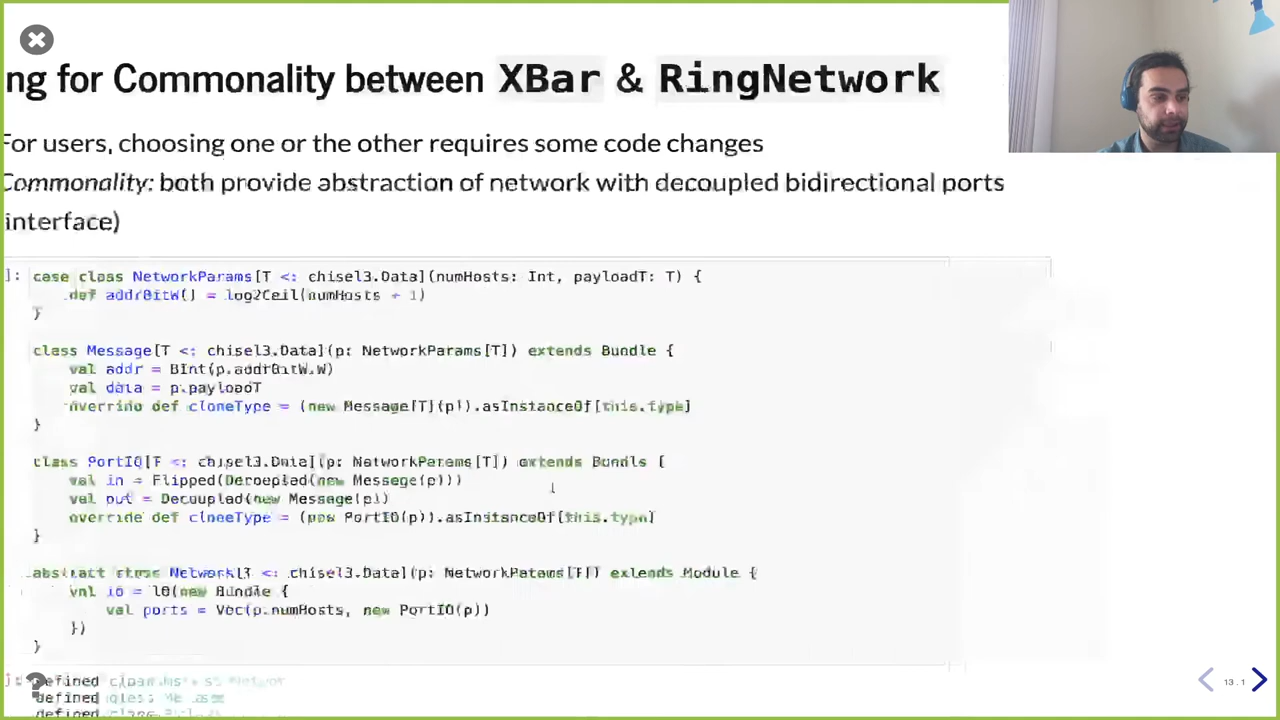 ng for Commonality between XBar & RingNetwork
For users, choosing one or the other requires some code changes
Commonality: both provide abstraction of network with decoupled bidirectional ports
interface)
]: case class NetworkParams[T <: chisel3.Data](numHosts: Int, payloadT: T) {
def addrBitW() = log2Ceil(numHosts + 1)
}
class Message[T <: chisel3.Data](p: NetworkParams[T]) extends Bundle {
val addr = (p.addrBitW.W)
val data = p.payloadT
override def cloneType = (new Message[T](p)).asInstanceOf[this.type]
}
class PortIO[T <: chisel3.Data](p: NetworkParams[T]) extends Bundle {
val in = Flipped(Decoupled(new Message(p)))
val out = Decoupled(new Message(p))
override def cloneType = (new PortIO(p)).asInstanceOf[this.type]
}
abstract class Network[T <: chisel3.Data](p: NetworkParams[T]) extends Module {
val io = IO(new Bundle {
val ports = Vec(p.numHosts, new PortIO(p))
})
}
defined
defined
defined
13.1